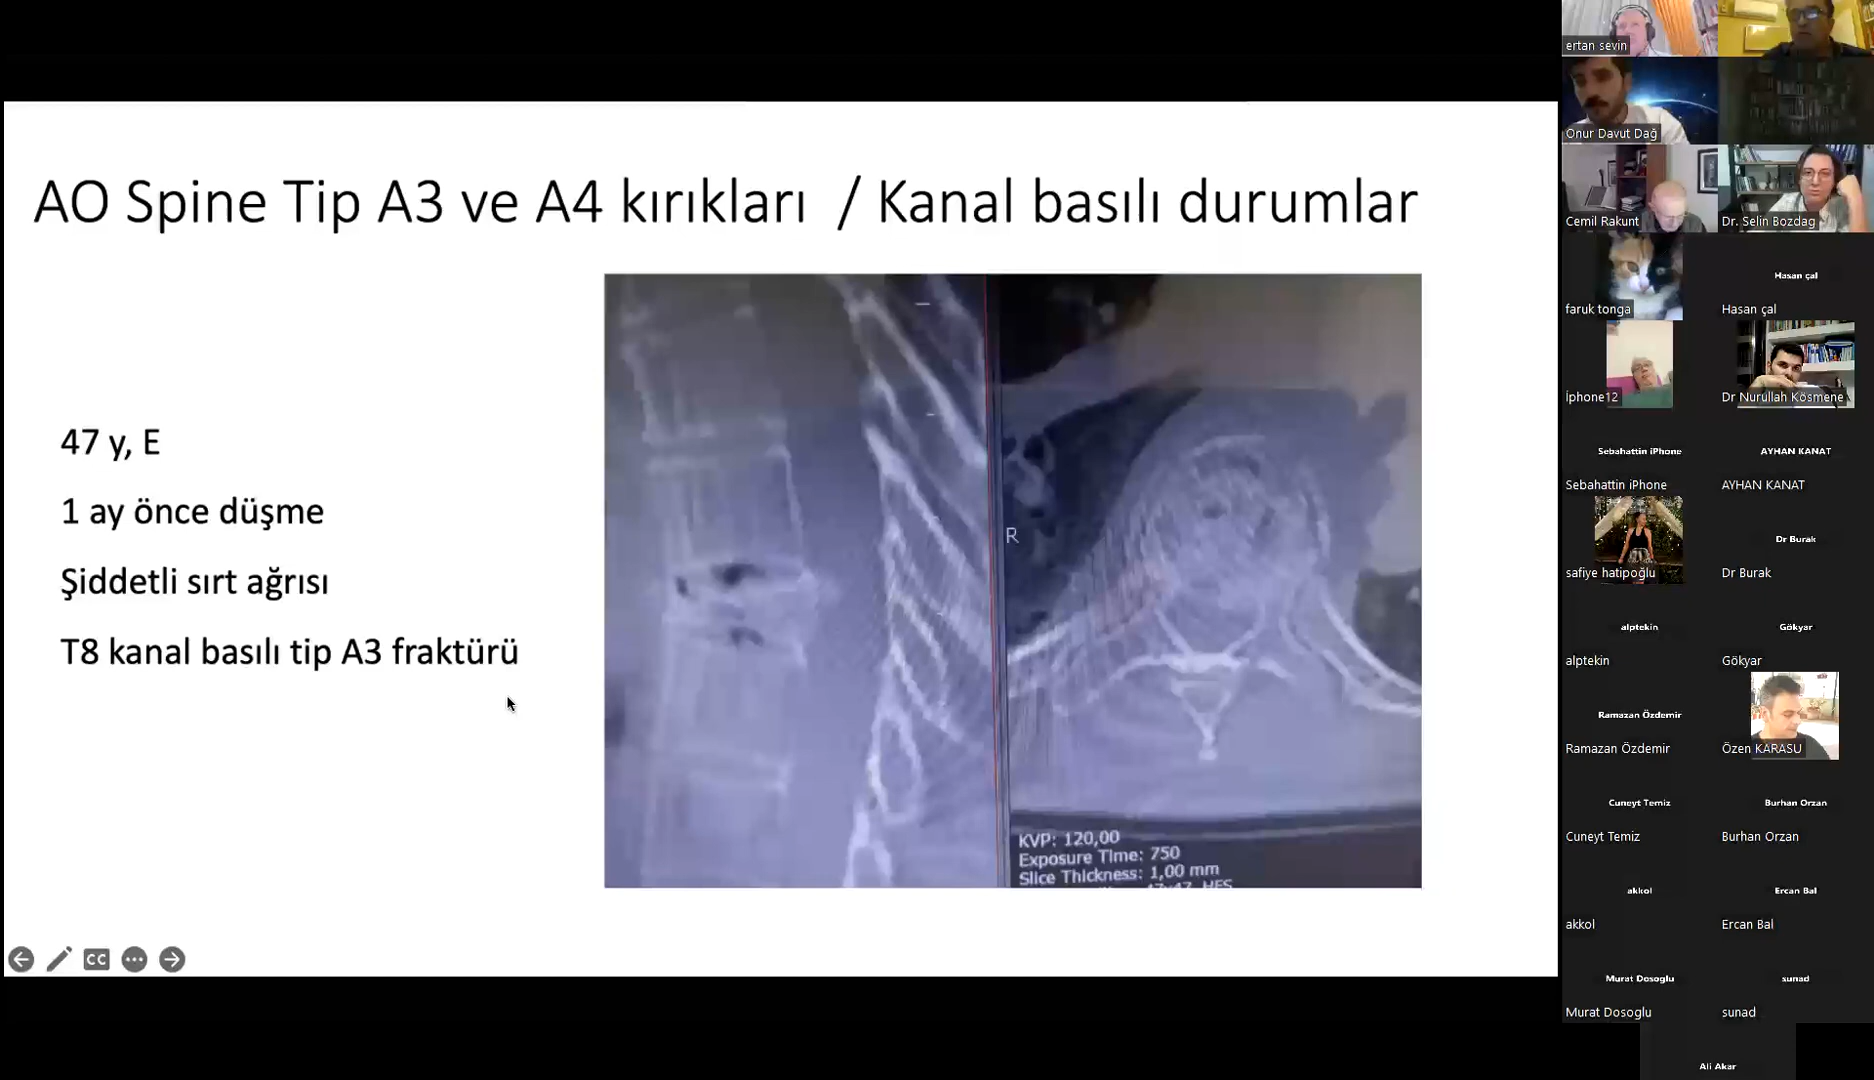 AO Spine Tip A3 ve A4 kırıkları / Kanal basılı durumlar
47 y, E
1 ay önce düşme
Şiddetli sırt ağrısı
T8 kanal basılı tip A3 fraktürü
R
KVP: 120,00
Exposure Time: 750
Slice Thickness: 1,00 mm
CC
ertan sevin
Onur Davut Dağ
Cemil Rakunt
Dr. Selin Bozdag
faruk tonga
Hasan çal
Hasan çal
İphone12
Dr Nurullah Kösmene
Sebahattin iPhone
Sebahattin iPhone
AYHAN KANAT
AYHAN KANAT
safiye hatipoğlu
Dr Burak
Dr Burak
alptekin
alptekin
Gökyar
Gökyar
Ramazan Özdemir
Ramazan Özdemir
Özen KARASU
Cuneyt Temiz
Cuneyt Temiz
Burhan Orzan
Burhan Orzan
akkol
akkol
Ercan Bal
Ercan Bal
Murat Dosoglu
Murat Dosoglu
sunad
sunad
Ali Akar